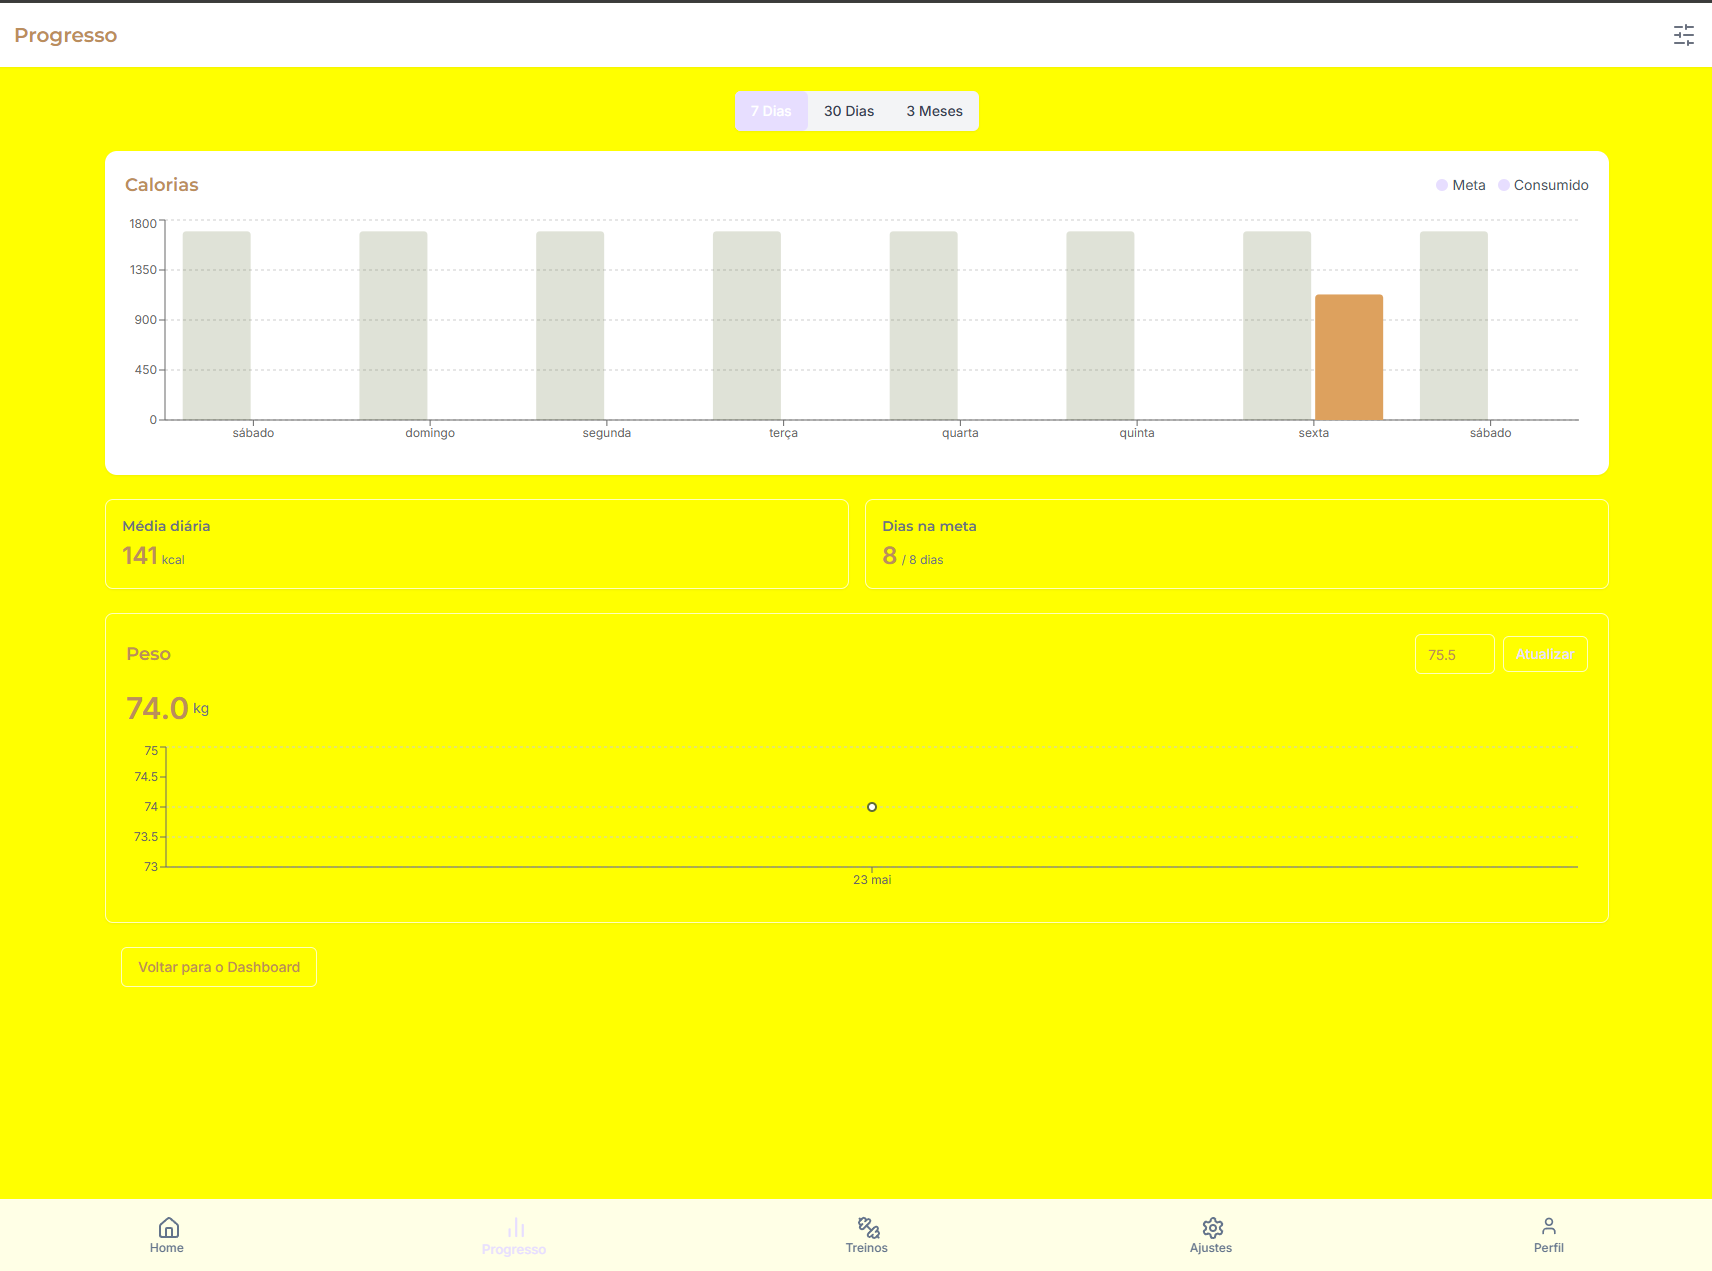 Progresso
7 Dias 30 Dias 3 Meses
Calorias
Meta Consumido
1800
1350
900
450
0
sábado domingo segunda terça quarta quinta sexta sábado
Média diária
141 kcal
Dias na meta
8 / 8 dias
Peso
75.5 Atualizar
74.0 kg
75
74.5
74
73.5
73
23 mai
Voltar para o Dashboard
Home Progresso Treinos Ajustes Perfil